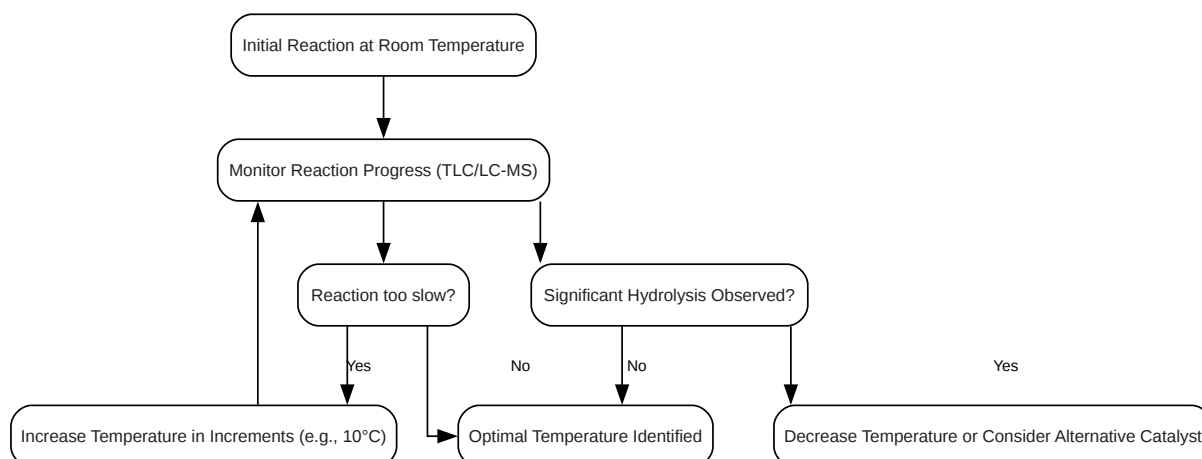 Initial Reaction at Room Temperature
Monitor Reaction Progress (TLC/LC-MS)
Reaction too slow?
Significant Hydrolysis Observed?
Yes
No
No
Yes
Increase Temperature in Increments (e.g., 10°C)
Optimal Temperature Identified
Decrease Temperature or Consider Alternative Catalyst